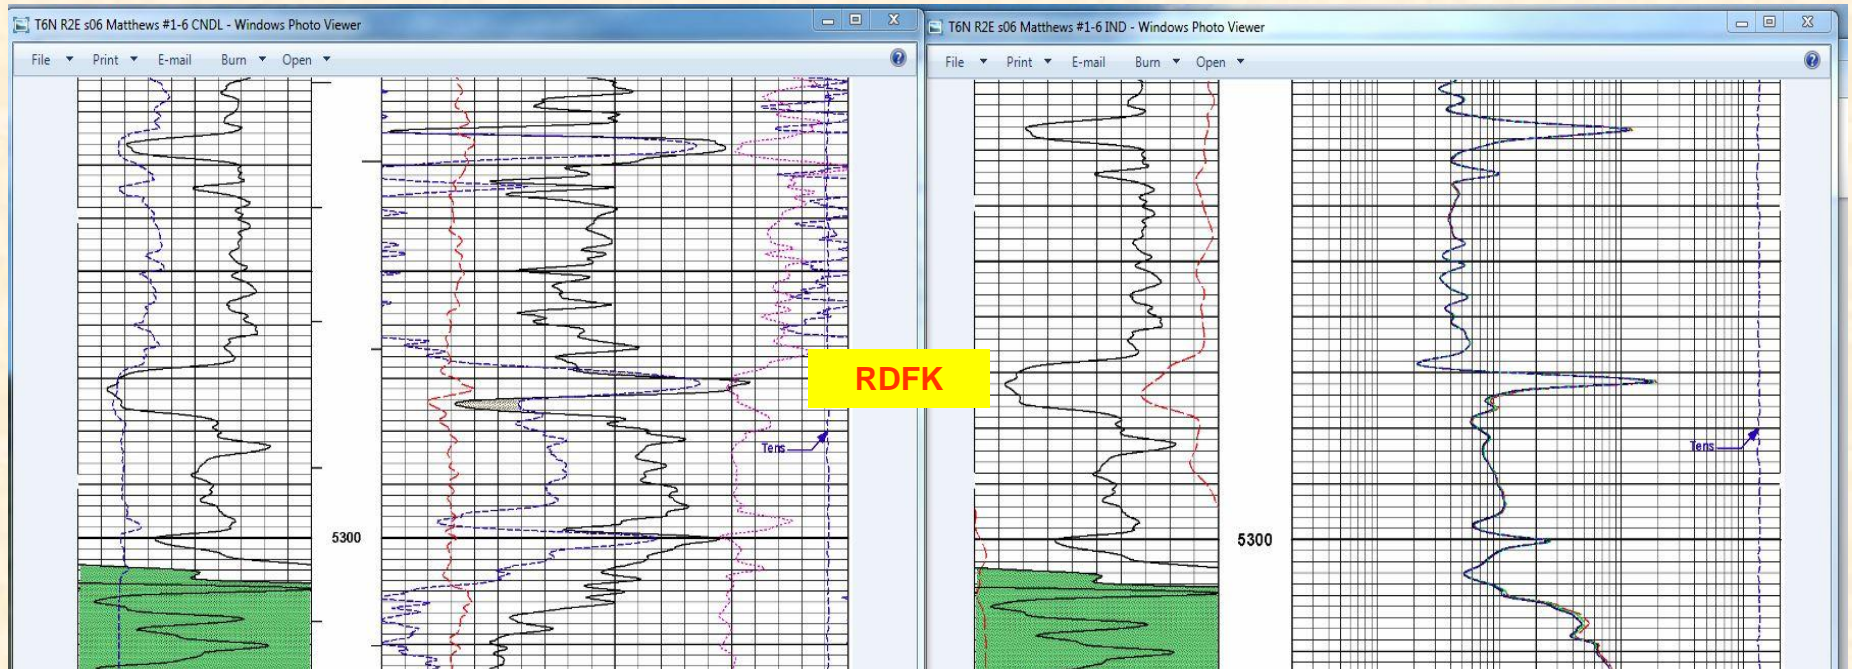 T6N R2E s06 Matthews #1-6 CNDL - Windows Photo Viewer
File Print E-mail Burn Open
T6N R2E s06 Matthews #1-6 IND - Windows Photo Viewer
File Print E-mail Burn Open
RDFK
Tens
Tens
5300
5300